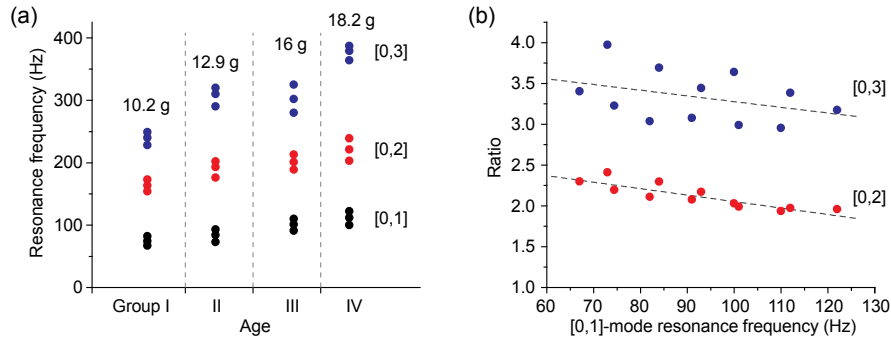 (a)
Resonance frequency (Hz)
400
300
200
100
0
10.2 g
12.9 g
16 g
18.2 g
[0,3]
[0,2]
[0,1]
Group I
II
III
IV
Age
(b)
Ratio
4.0
3.5
3.0
2.5
2.0
1.5
1.0
[0,3]
[0,2]
60
70
80
90
100
110
120
130
[0,1]-mode resonance frequency (Hz)